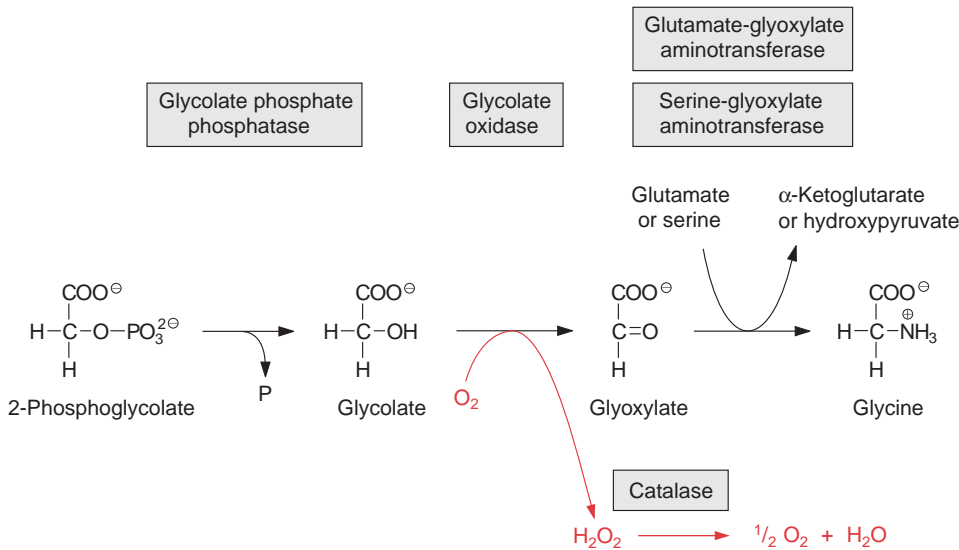 Glutamate-glyoxylate
aminotransferase
Glycolate phosphate
phosphatase
Glycolate
oxidase
Serine-glyoxylate
aminotransferase
Glutamate
or serine
α-Ketoglutarate
or hydroxypyruvate
COO⊖
H–C–O–PO₃²⊖
H
2-Phosphoglycolate
P
COO⊖
H–C–OH
H
Glycolate
O₂
COO⊖
C=O
H
Glyoxylate
COO⊖
⊕
H–C–NH₃
H
Glycine
Catalase
H₂O₂
¹/₂ O₂ + H₂O